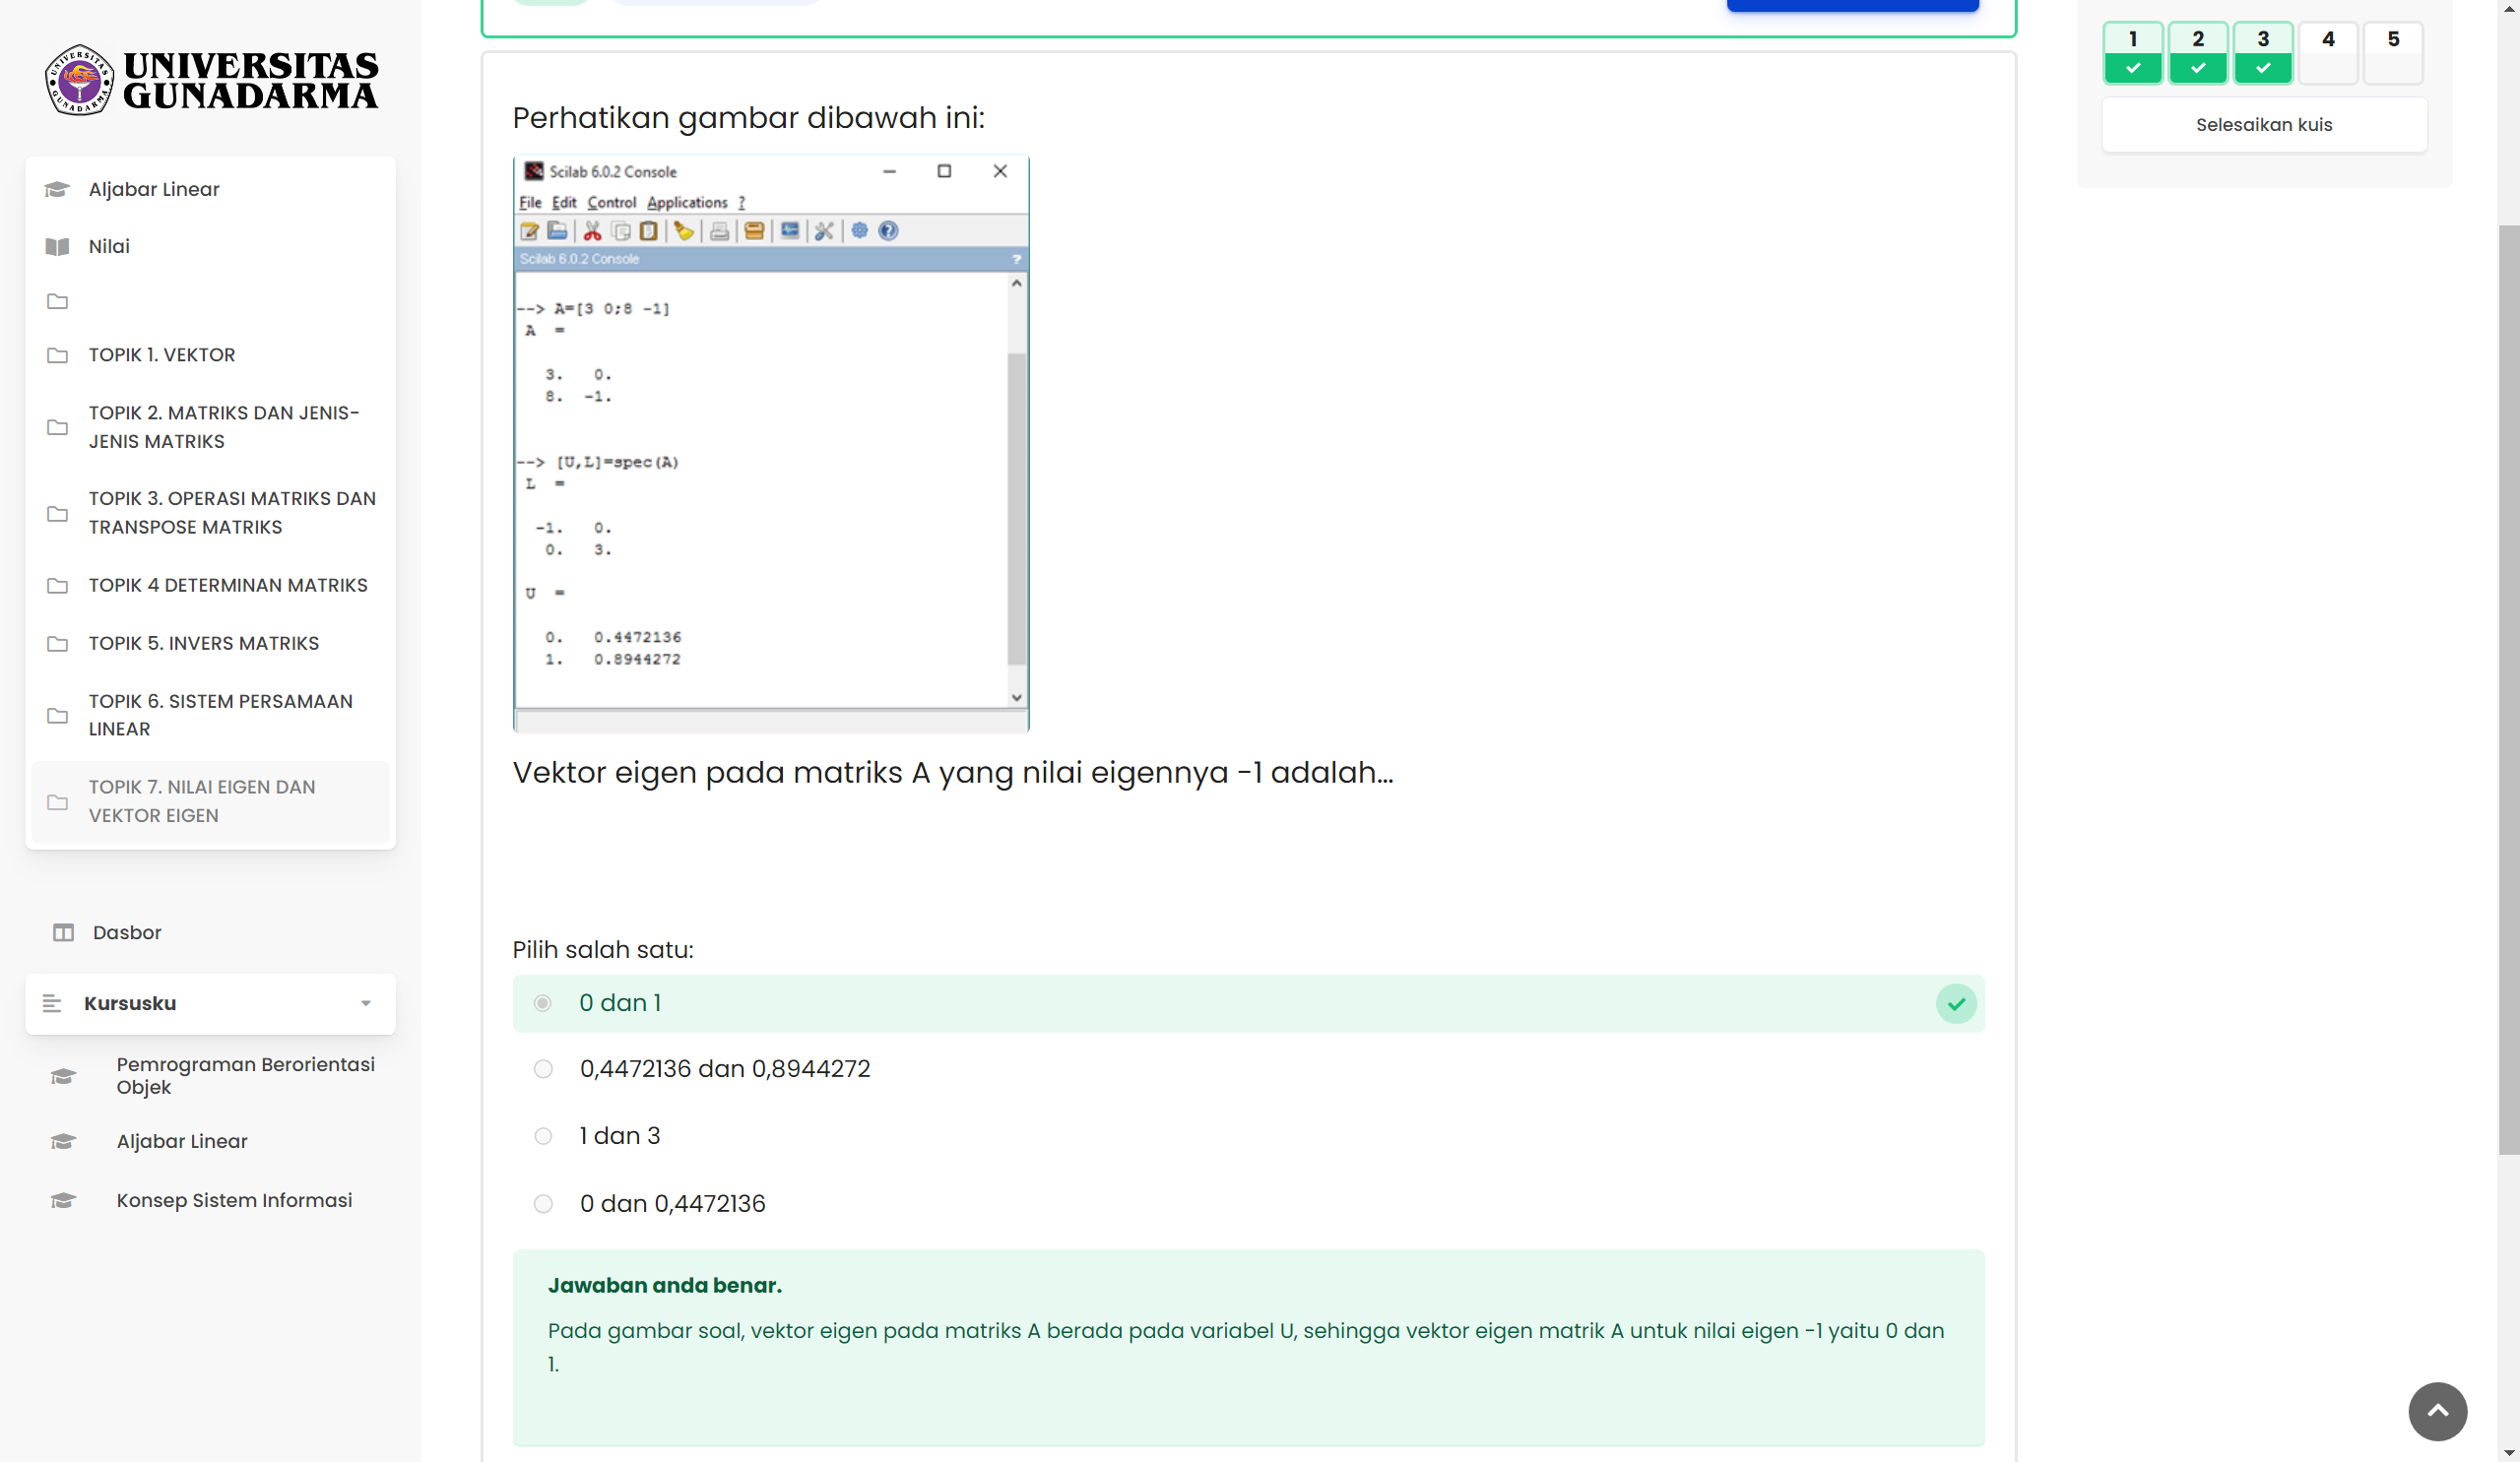 UNIVERSITAS
GUNADARMA
Aljabar Linear
Nilai
TOPIK 1. VEKTOR
TOPIK 2. MATRIKS DAN JENIS-
JENIS MATRIKS
TOPIK 3. OPERASI MATRIKS DAN
TRANSPOSE MATRIKS
TOPIK 4 DETERMINAN MATRIKS
TOPIK 5. INVERS MATRIKS
TOPIK 6. SISTEM PERSAMAAN
LINEAR
TOPIK 7. NILAI EIGEN DAN
VEKTOR EIGEN
Dasbor
Kursusku
Pemrograman Berorientasi
Objek
Aljabar Linear
Konsep Sistem Informasi
Perhatikan gambar dibawah ini:
Scilab 6.0.2 Console
File Edit Control Applications ?
Scilab 6.0.2 Console ?
--> A=[3 0;8 -1]
A =
3. 0.
8. -1.
--> [U,L]=spec(A)
L =
-1. 0.
0. 3.
U =
0. 0.4472136
1. 0.8944272
Vektor eigen pada matriks A yang nilai eigennya -1 adalah...
Pilih salah satu:
0 dan 1
0,4472136 dan 0,8944272
1 dan 3
0 dan 0,4472136
Jawaban anda benar.
Pada gambar soal, vektor eigen pada matriks A berada pada variabel U, sehingga vektor eigen matrik A untuk nilai eigen -1 yaitu 0 dan
1.
1 2 3 4 5
Selesaikan kuis